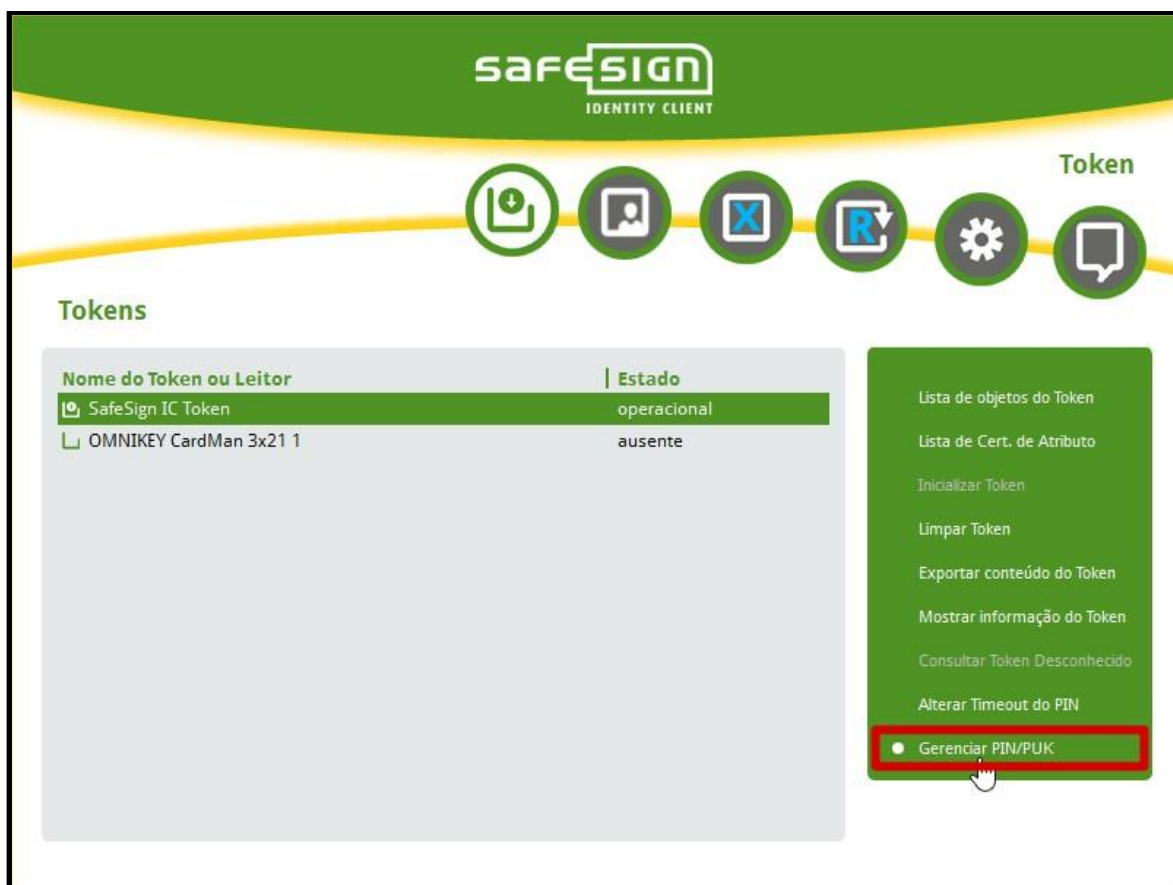 safesign
IDENTITY CLIENT
Token
X
R
Tokens
Nome do Token ou Leitor
Estado
SafeSign IC Token
operacional
OMNIKEY CardMan 3x21 1
ausente
Lista de objetos do Token
Lista de Cert. de Atributo
Inicializar Token
Limpar Token
Exportar conteúdo do Token
Mostrar informação do Token
Consultar Token Desconhecido
Alterar Timeout do PIN
Gerenciar PIN/PUK